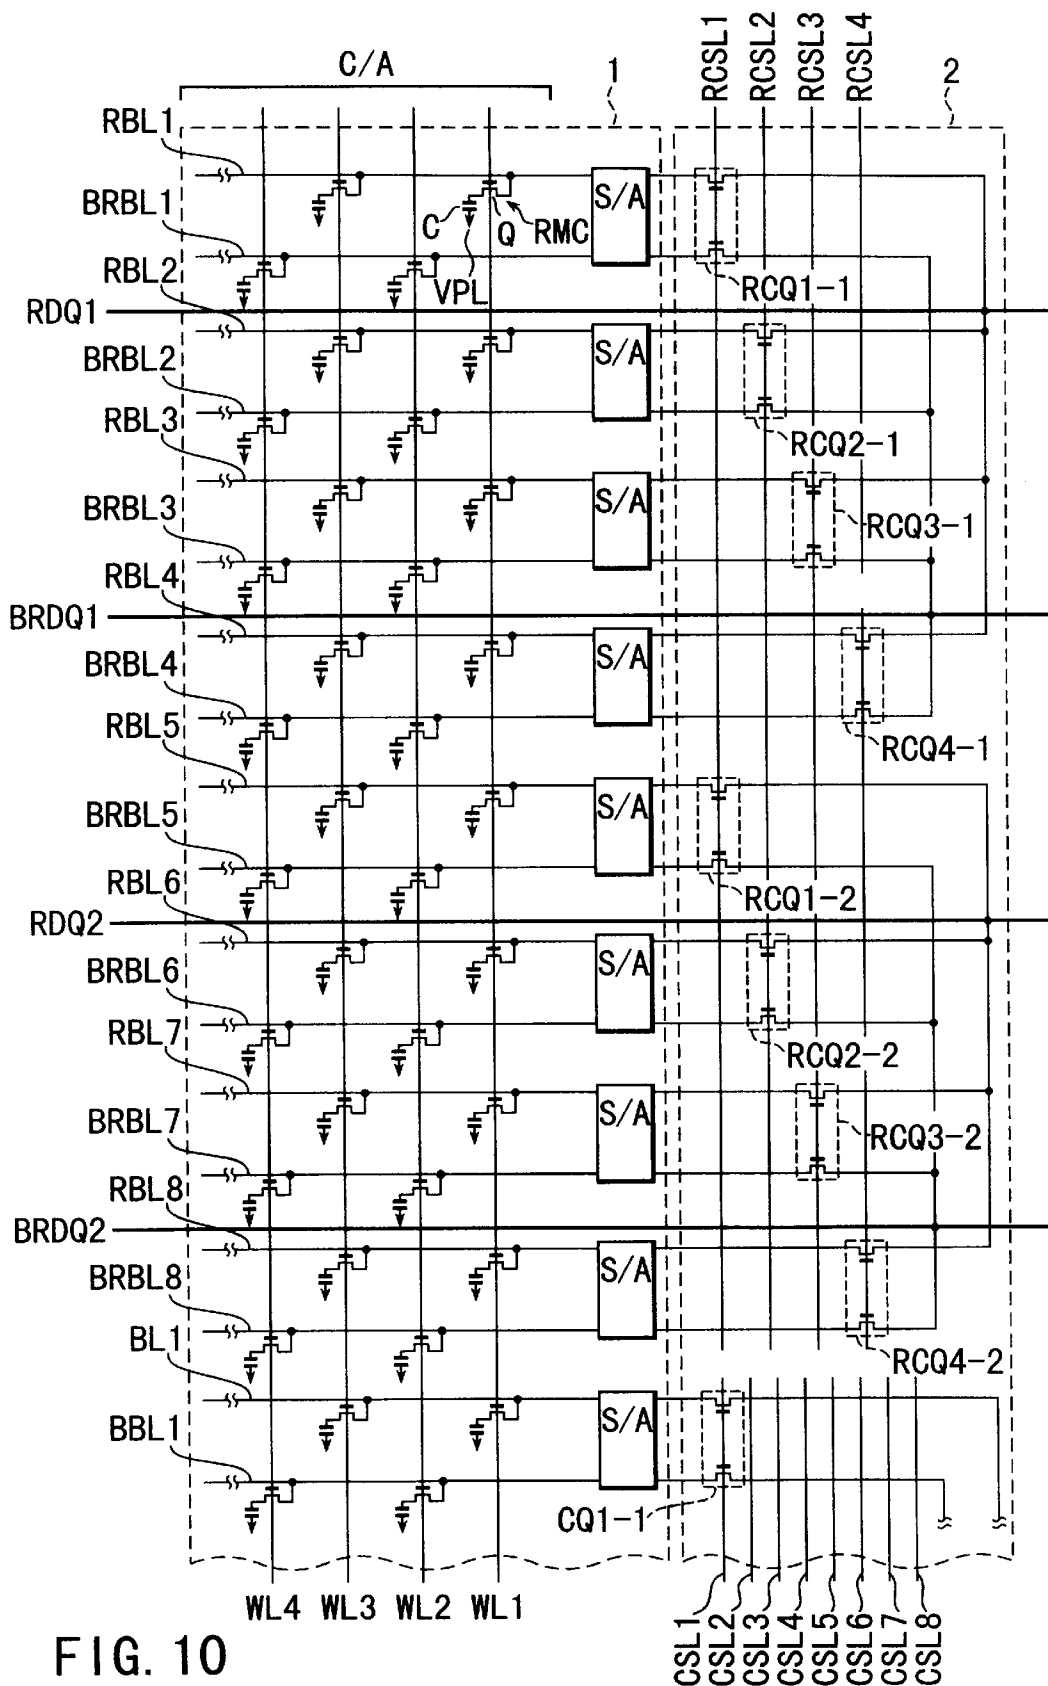 RCSL1
RCSL2
RCSL3
RCSL4
C/A
1
2
RBL1
S/A
BRBL1
C
Q
RMC
RBL2
VPL
RCQ1-1
RDQ1
S/A
BRBL2
RBL3
RCQ2-1
S/A
BRBL3
RCQ3-1
RBL4
BRDQ1
S/A
BRBL4
RBL5
RCQ4-1
S/A
BRBL5
RBL6
RCQ1-2
RDQ2
S/A
BRBL6
RBL7
RCQ2-2
S/A
BRBL7
RCQ3-2
RBL8
BRDQ2
S/A
BRBL8
BL1
RCQ4-2
S/A
BBL1
CQ1-1
WL4
WL3
WL2
WL1
CSL1
CSL2
CSL3
CSL4
CSL5
CSL6
CSL7
CSL8
FIG. 10